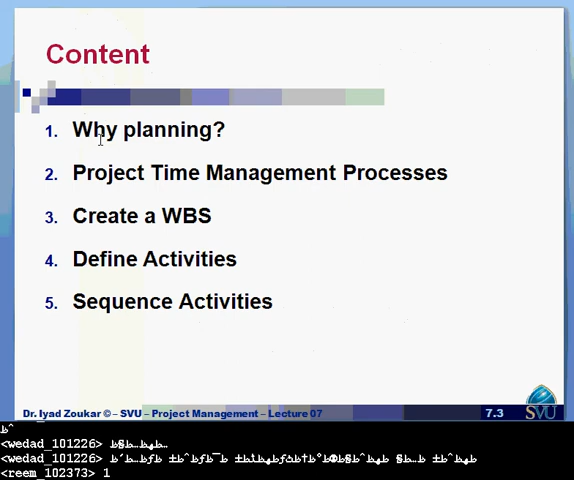 Content
1. Why planning?
2. Project Time Management Processes
3. Create a WBS
4. Define Activities
5. Sequence Activities
Dr. Iyad Zoukar © – SVU – Project Management – Lecture 07
7.3
SVU
<wedad_101226>
<wedad_101226>
<reem_102373> 1